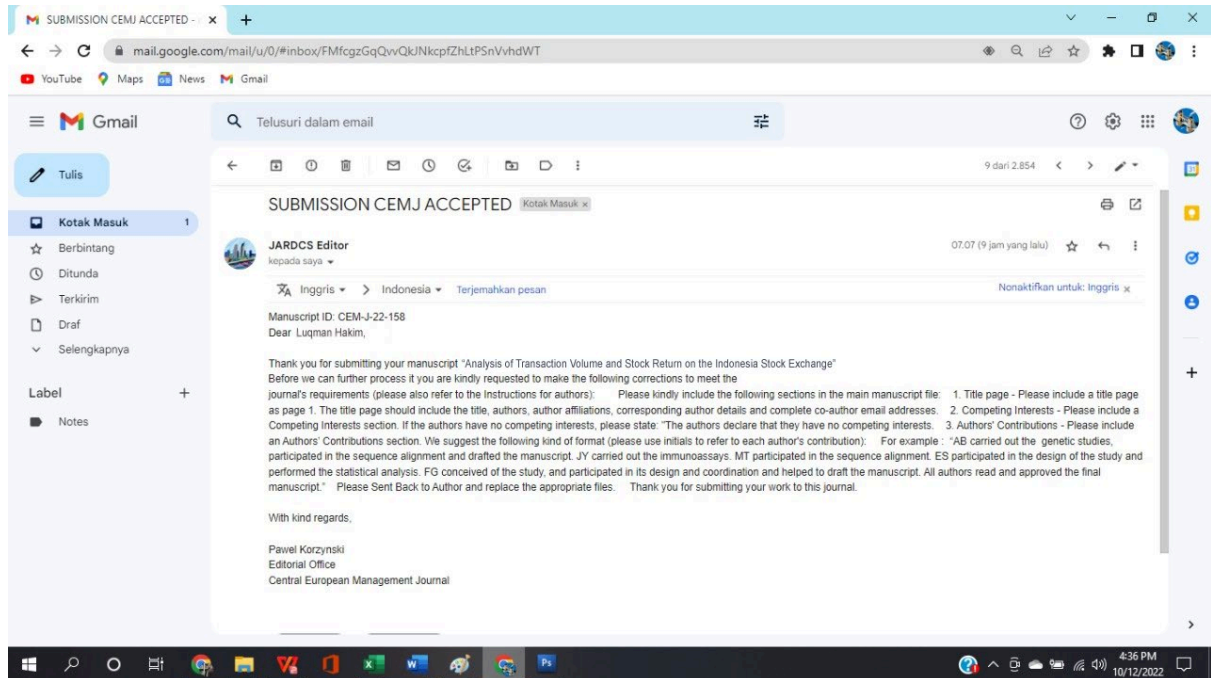 SUBMISSION CEMJ ACCEPTED -
mail.google.com/mail/u/0/#inbox/FMfcgzGqQvvQkJNkcpfZhLtPSnVvhdWT
YouTube Maps News Gmail
Gmail
Telusuri dalam email
Tulis
9 dari 2.854
Kotak Masuk 1
Berbintang
Ditunda
Terkirim
Draf
Selengkapnya
Label
Notes
SUBMISSION CEMJ ACCEPTED Kotak Masuk ×
JARDCS Editor
07.07 (9 jam yang lalu)
kepada saya
Inggris > Indonesia Terjemahkan pesan
Nonaktifkan untuk: Inggris ×
Manuscript ID: CEM-J-22-158
Dear Luqman Hakim,
Thank you for submitting your manuscript “Analysis of Transaction Volume and Stock Return on the Indonesia Stock Exchange”
Before we can further process it you are kindly requested to make the following corrections to meet the
journal's requirements (please also refer to the Instructions for authors): Please kindly include the following sections in the main manuscript file: 1. Title page - Please include a title page
as page 1. The title page should include the title, authors, author affiliations, corresponding author details and complete co-author email addresses. 2. Competing Interests - Please include a
Competing Interests section. If the authors have no competing interests, please state: "The authors declare that they have no competing interests. 3. Authors' Contributions - Please include
an Authors' Contributions section. We suggest the following kind of format (please use initials to refer to each author's contribution): For example : “AB carried out the genetic studies,
participated in the sequence alignment and drafted the manuscript. JY carried out the immunoassays. MT participated in the sequence alignment. ES participated in the design of the study and
performed the statistical analysis. FG conceived of the study, and participated in its design and coordination and helped to draft the manuscript. All authors read and approved the final
manuscript.” Please Sent Back to Author and replace the appropriate files. Thank you for submitting your work to this journal.
With kind regards,
Pawel Korzynski
Editorial Office
Central European Management Journal
4:36 PM
10/12/2022